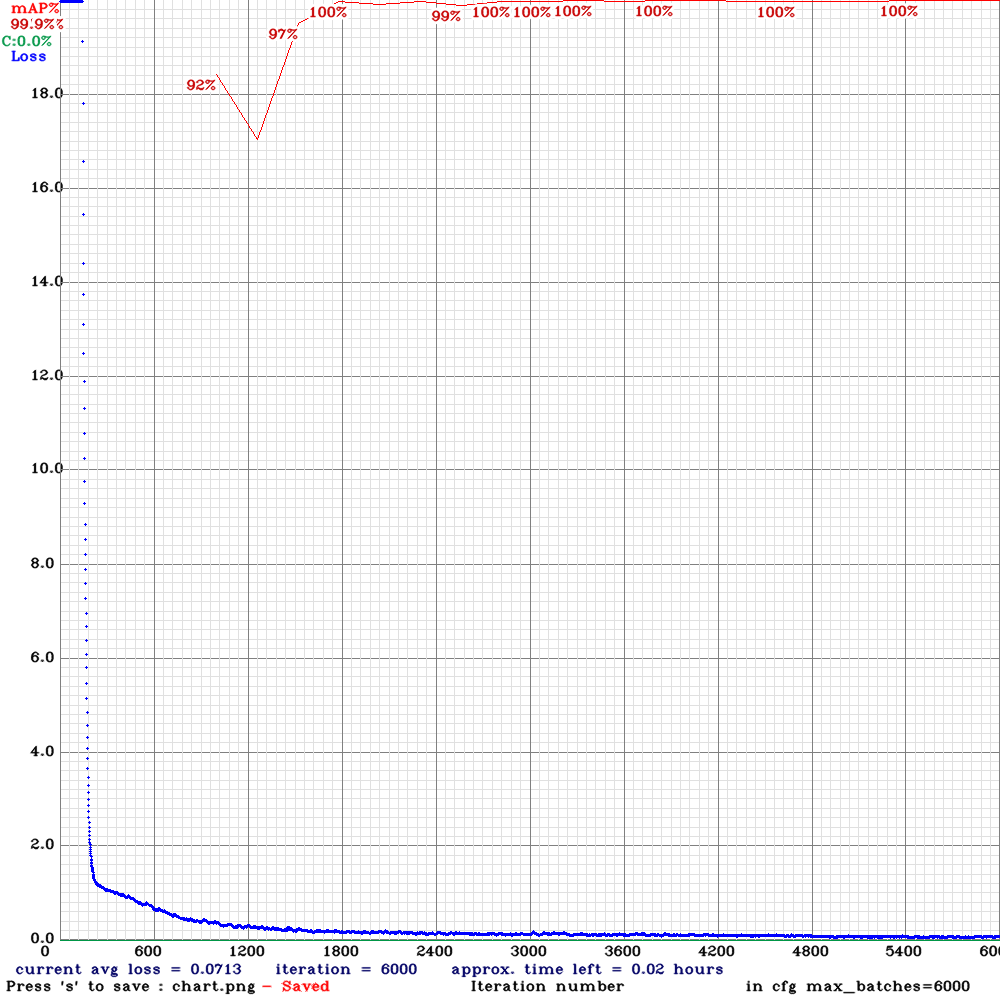 mAP%
99.9%%
C:0.0%
Loss
100% 99% 100% 100% 100% 100% 100% 100%
97%
92%
18.0
16.0
14.0
12.0
10.0
8.0
6.0
4.0
2.0
0.0
0 600 1200 1800 2400 3000 3600 4200 4800 5400 600
current avg loss = 0.0713 iteration = 6000 approx. time left = 0.02 hours
Press 's' to save : chart.png - Saved Iteration number in cfg max_batches=6000